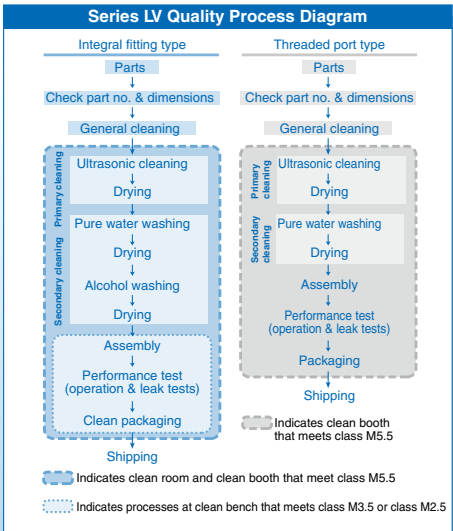 Series LV Quality Process Diagram
Integral fitting type
Parts
Check part no. & dimensions
General cleaning
Primary cleaning
Ultrasonic cleaning
Drying
Secondary cleaning
Pure water washing
Drying
Alcohol washing
Drying
Assembly
Performance test
(operation & leak tests)
Clean packaging
Shipping
Threaded port type
Parts
Check part no. & dimensions
General cleaning
Primary
cleaning
Ultrasonic cleaning
Drying
Secondary
cleaning
Pure water washing
Drying
Assembly
Performance test
(operation & leak tests)
Packaging
Shipping
Indicates clean booth
that meets class M5.5
Indicates clean room and clean booth that meet class M5.5
Indicates processes at clean bench that meets class M3.5 or class M2.5